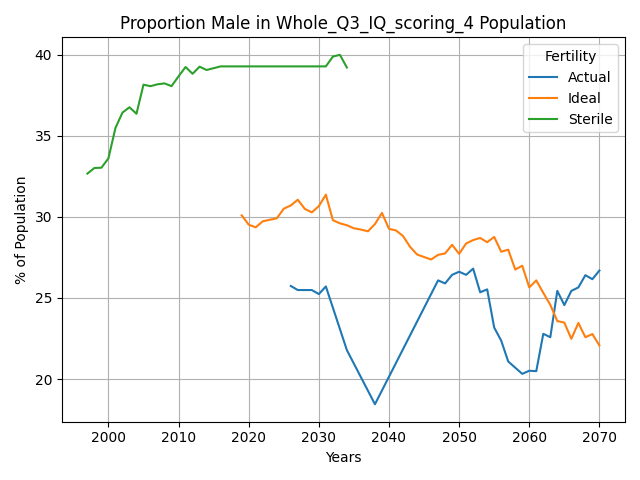 Proportion Male in Whole_Q3_IQ_scoring_4 Population
Fertility
Actual
Ideal
Sterile
% of Population
40
35
30
25
20
2000 2010 2020 2030 2040 2050 2060 2070
Years